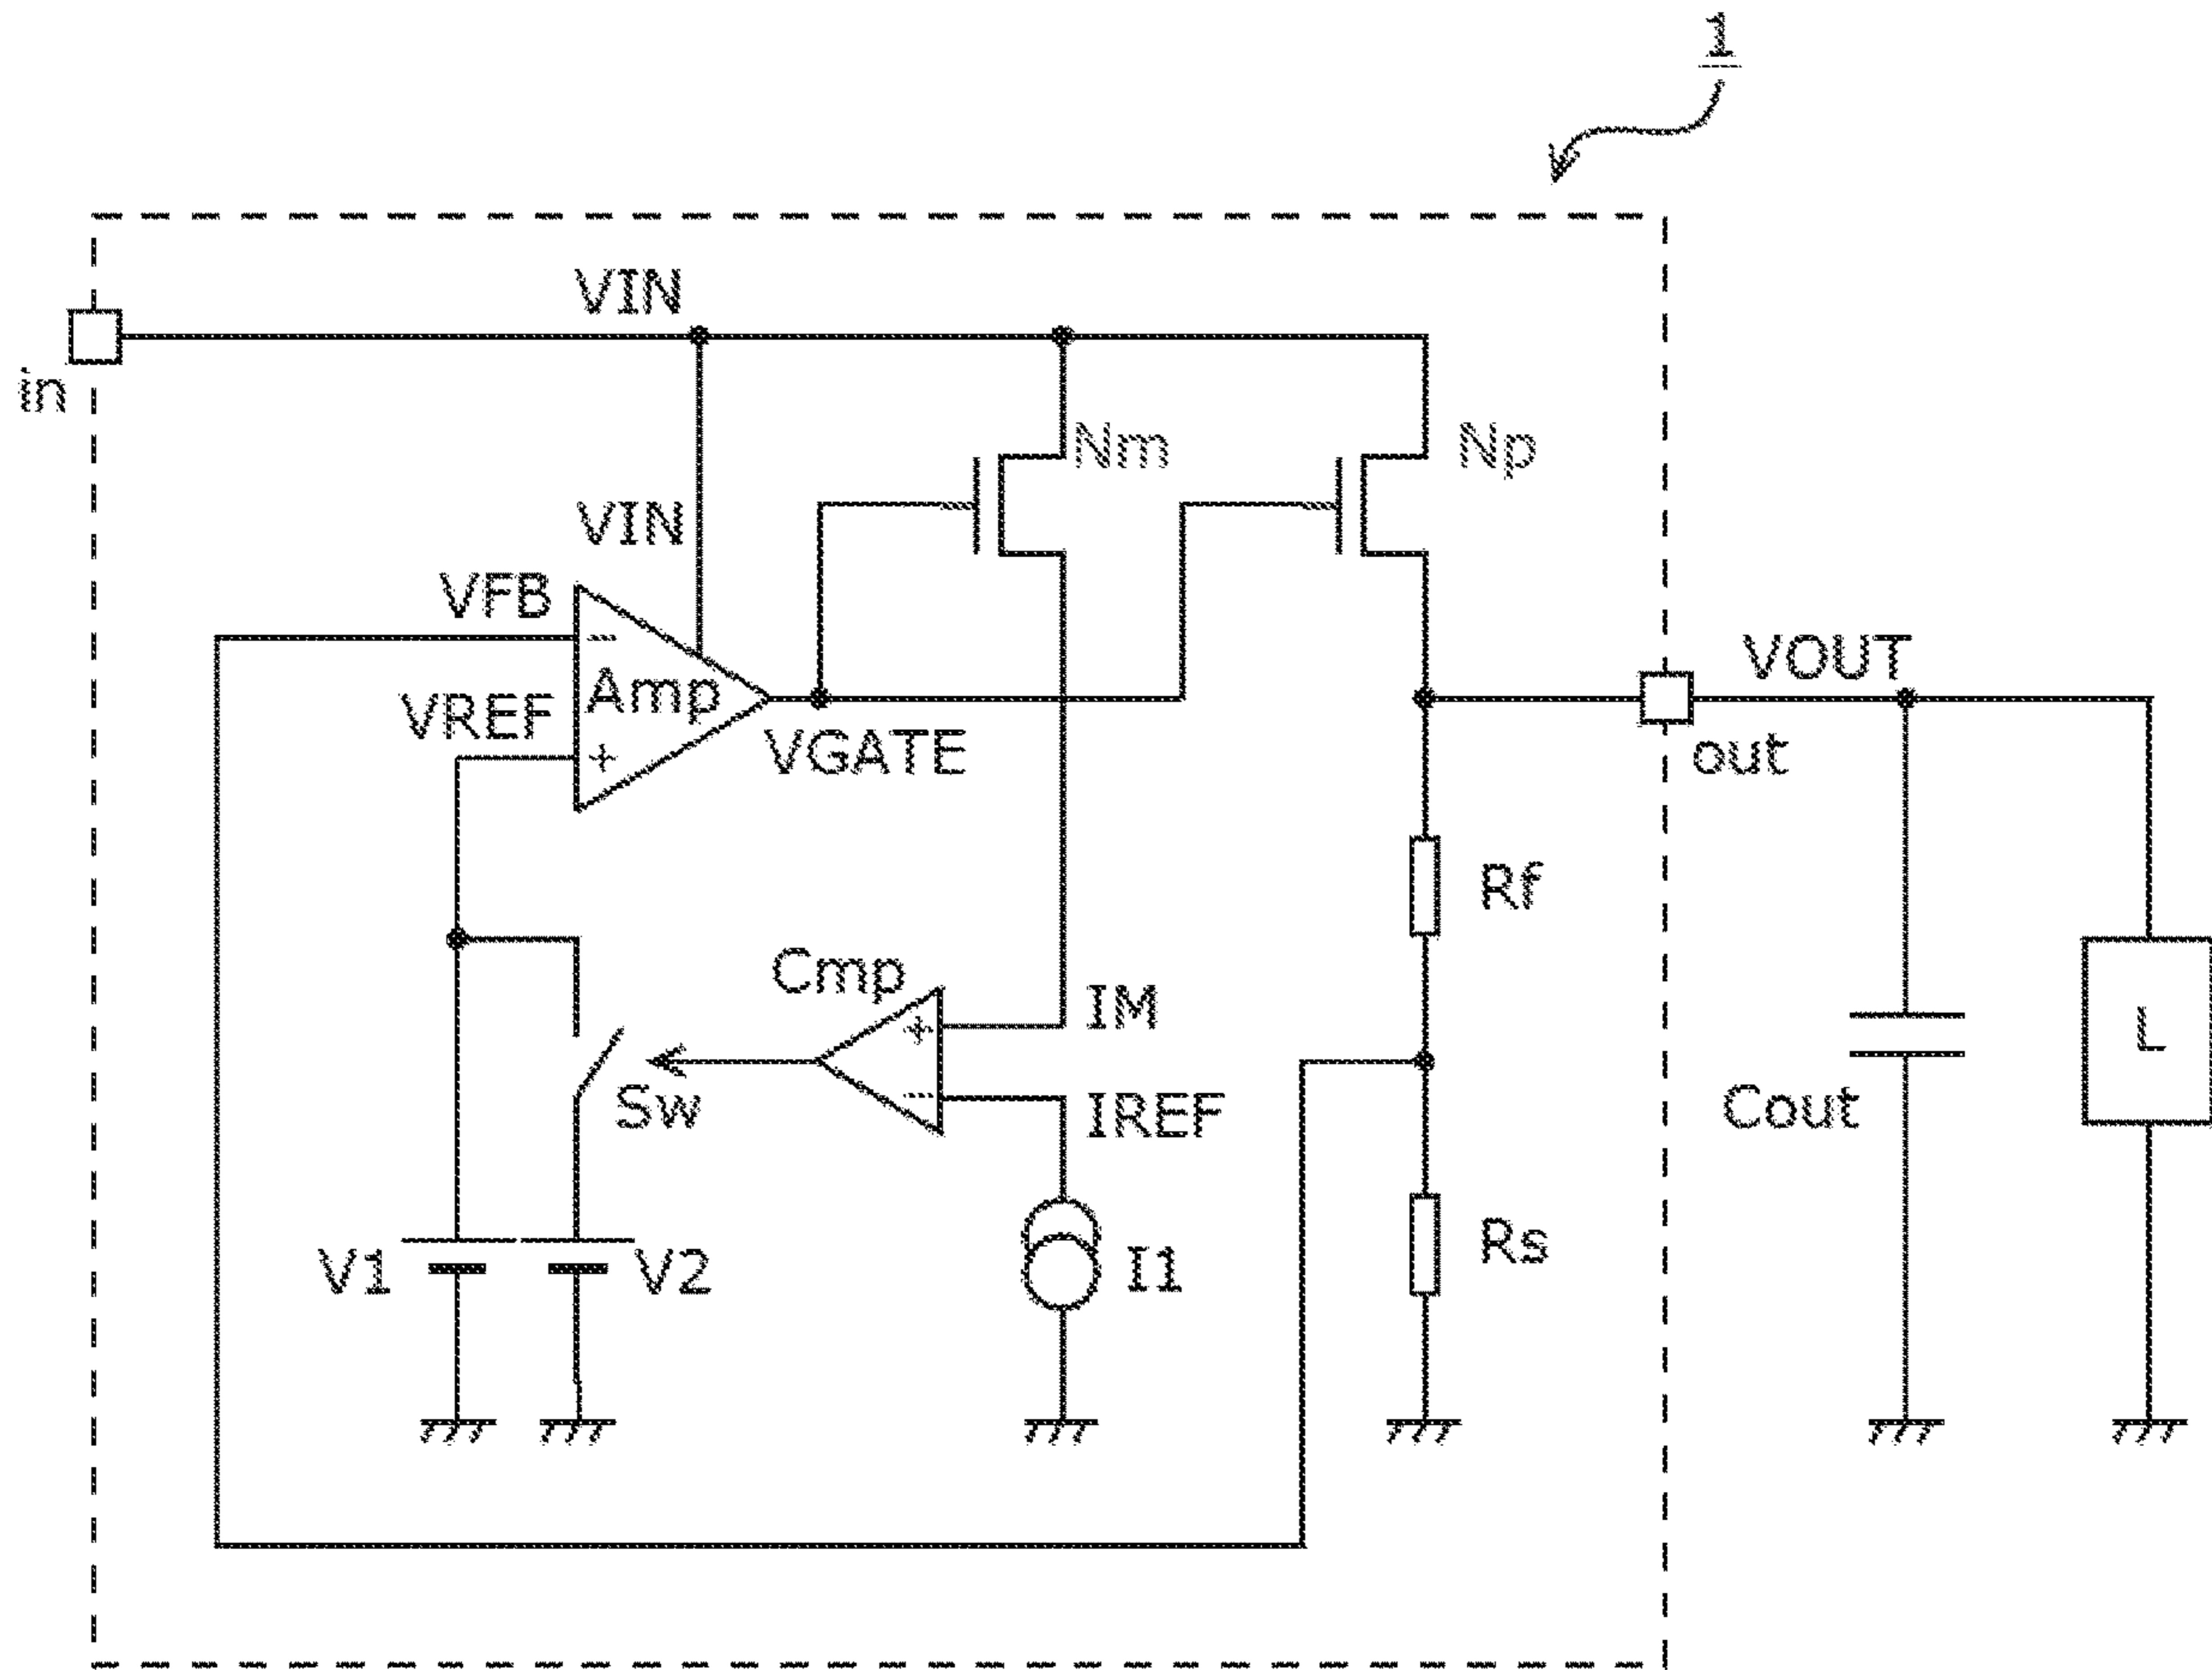 1
VIN
in
Nm
Np
VIN
VFB
−
Amp
VOUT
VREF
+
VGATE
out
Rf
Cmp
IM
+
L
Sw
−
IREF
Cout
V1
V2
I1
Rs